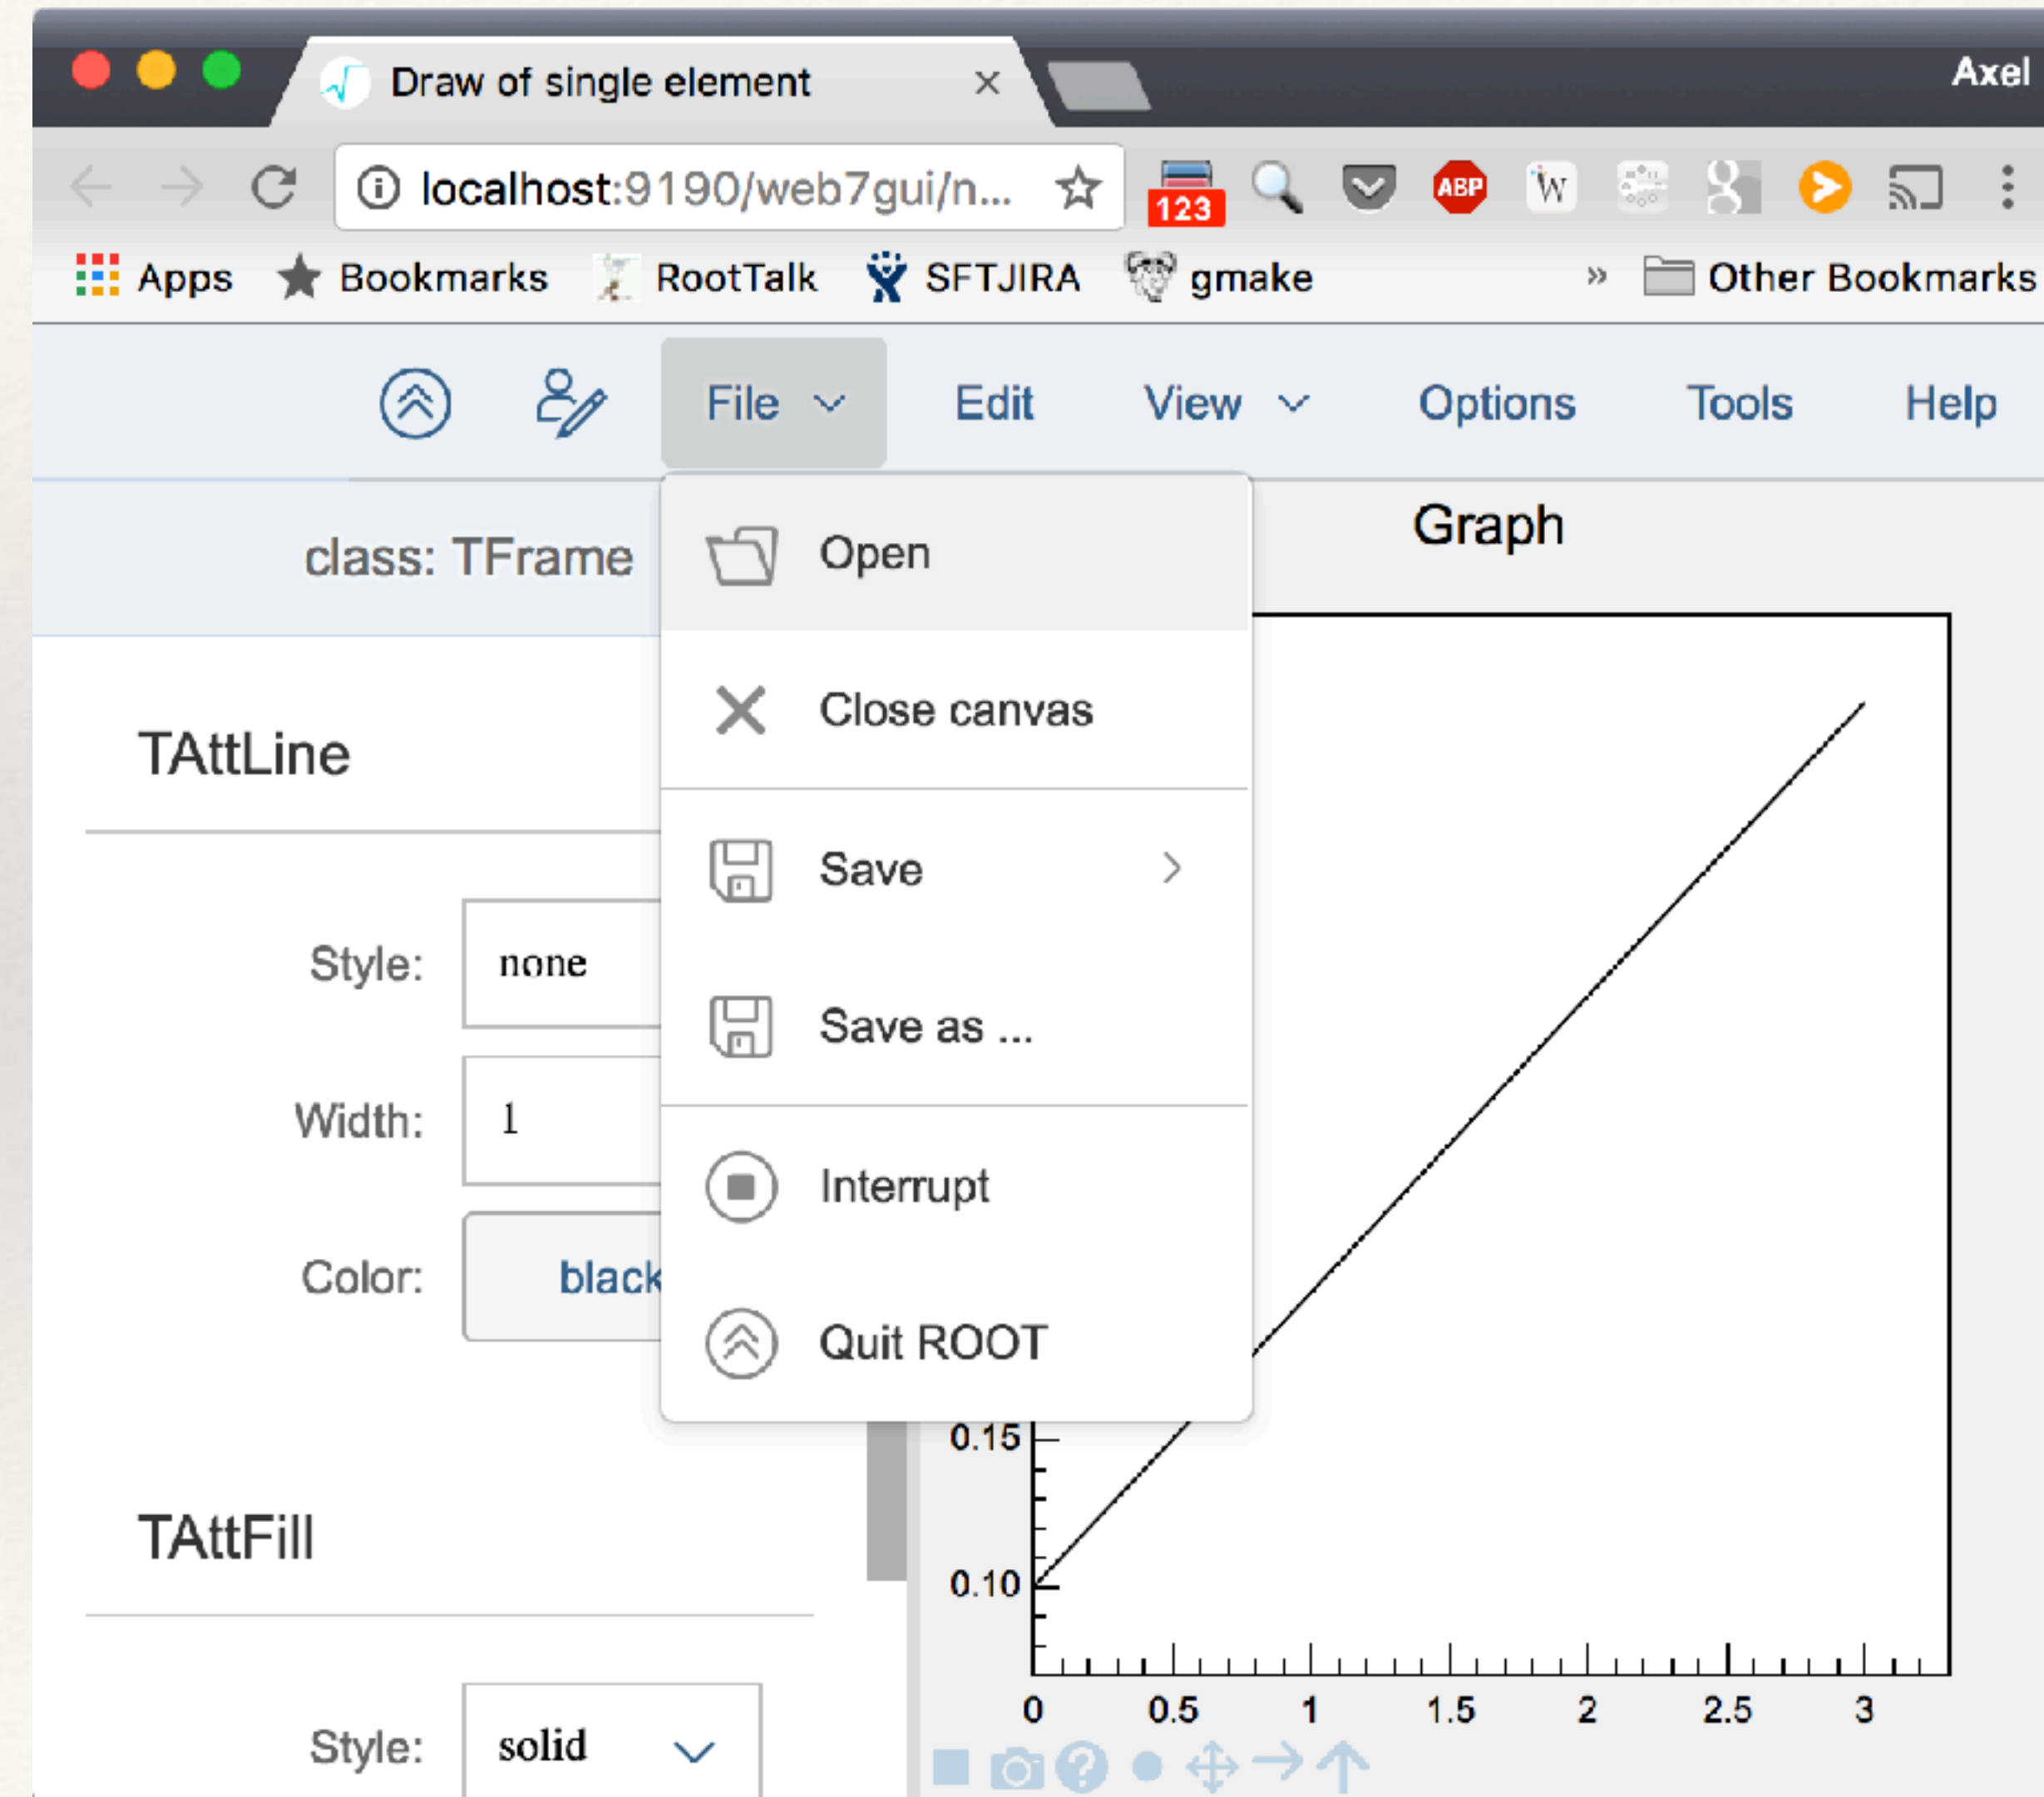 Draw of single element
Axel
localhost:9190/web7gui/n...
123
ABP
W
g
Apps
Bookmarks
RootTalk
SFTJIRA
gmake
»
Other Bookmarks
File
Edit
View
Options
Tools
Help
class: TFrame
Open
Close canvas
Save
Save as ...
Interrupt
Quit ROOT
TAttLine
Style:
none
Width:
1
Color:
black
TAttFill
Style:
solid
Graph
0.15
0.10
0 0.5 1 1.5 2 2.5 3